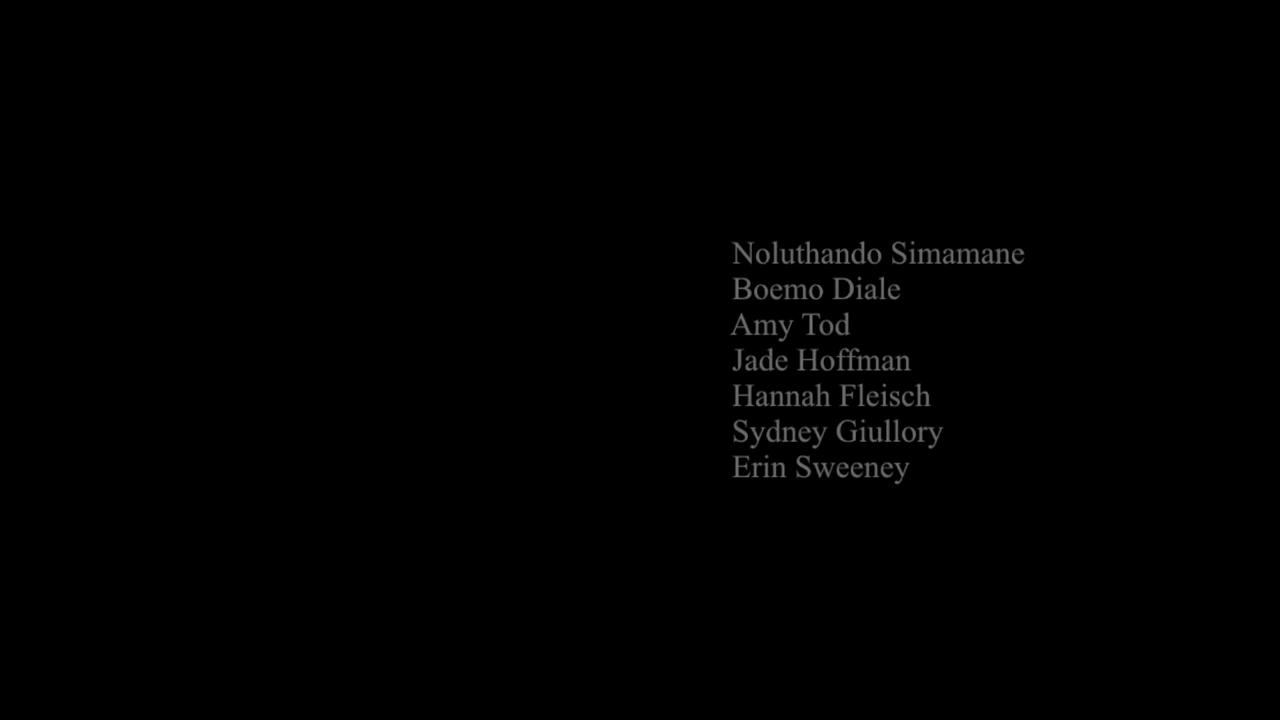 Noluthando Simamane
Boemo Diale
Amy Tod
Jade Hoffman
Hannah Fleisch
Sydney Giullory
Erin Sweeney